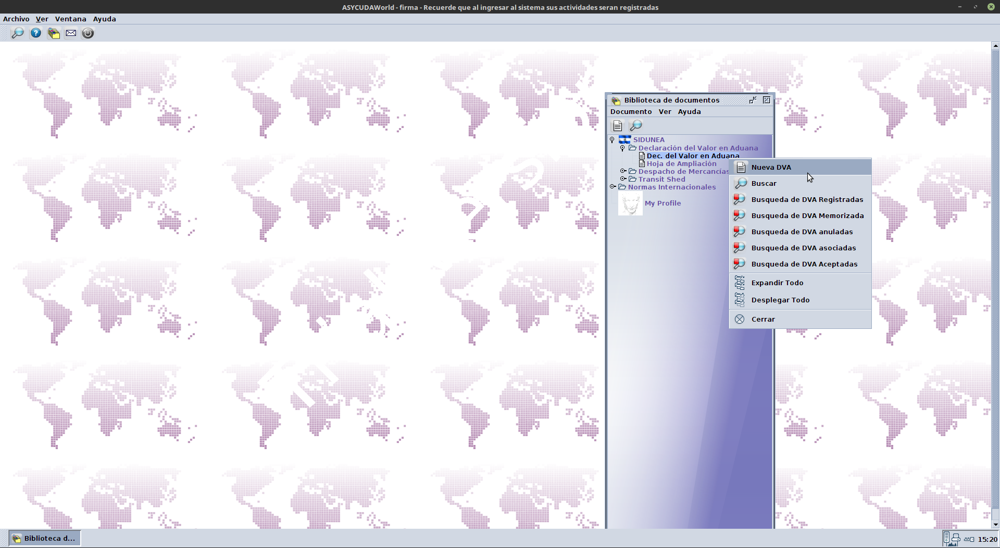 ASYCUDAWorld - firma - Recuerde que al ingresar al sistema sus actividades seran registradas
Archivo Ver Ventana Ayuda
Biblioteca de documentos
Documento Ver Ayuda
SIDUNEA
Declaración del Valor en Aduana
Dec. del Valor en Aduana
Hoja de Ampliación
Despacho de Mercancías
Transit Shed
Normas Internacionales
My Profile
Nueva DVA
Buscar
Busqueda de DVA Registradas
Busqueda de DVA Memorizada
Busqueda de DVA anuladas
Busqueda de DVA asociadas
Busqueda de DVA Aceptadas
Expandir Todo
Desplegar Todo
Cerrar
Biblioteca d...
15:20